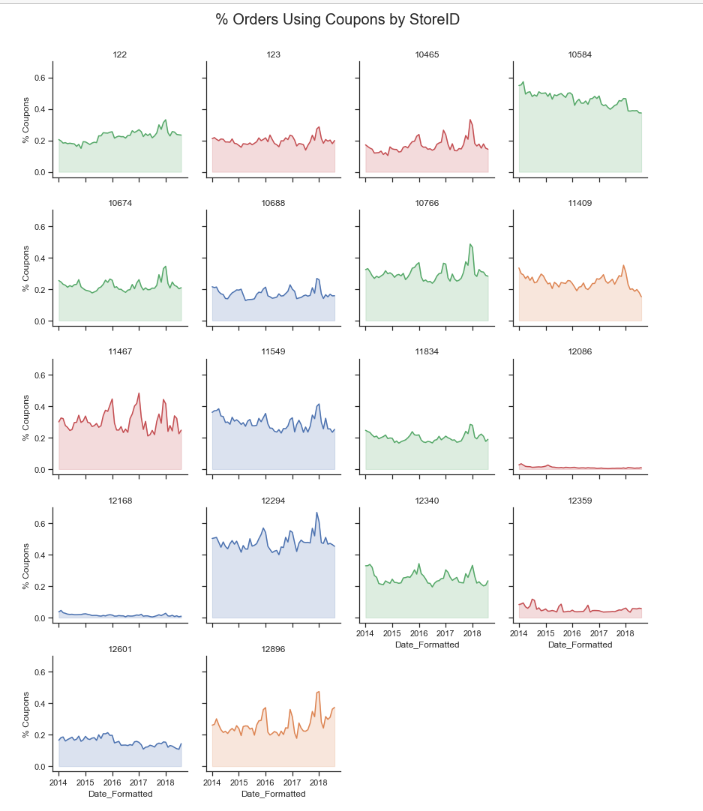 % Orders Using Coupons by StoreID
122 123 10465 10584
% Coupons
0.6
0.4
0.2
0.0
10674 10688 10766 11409
% Coupons
0.6
0.4
0.2
0.0
11467 11549 11834 12086
% Coupons
0.6
0.4
0.2
0.0
12168 12294 12340 12359
% Coupons
0.6
0.4
0.2
0.0
2014 2015 2016 2017 2018 2014 2015 2016 2017 2018
Date_Formatted Date_Formatted
12601 12896
% Coupons
0.6
0.4
0.2
0.0
2014 2015 2016 2017 2018 2014 2015 2016 2017 2018
Date_Formatted Date_Formatted